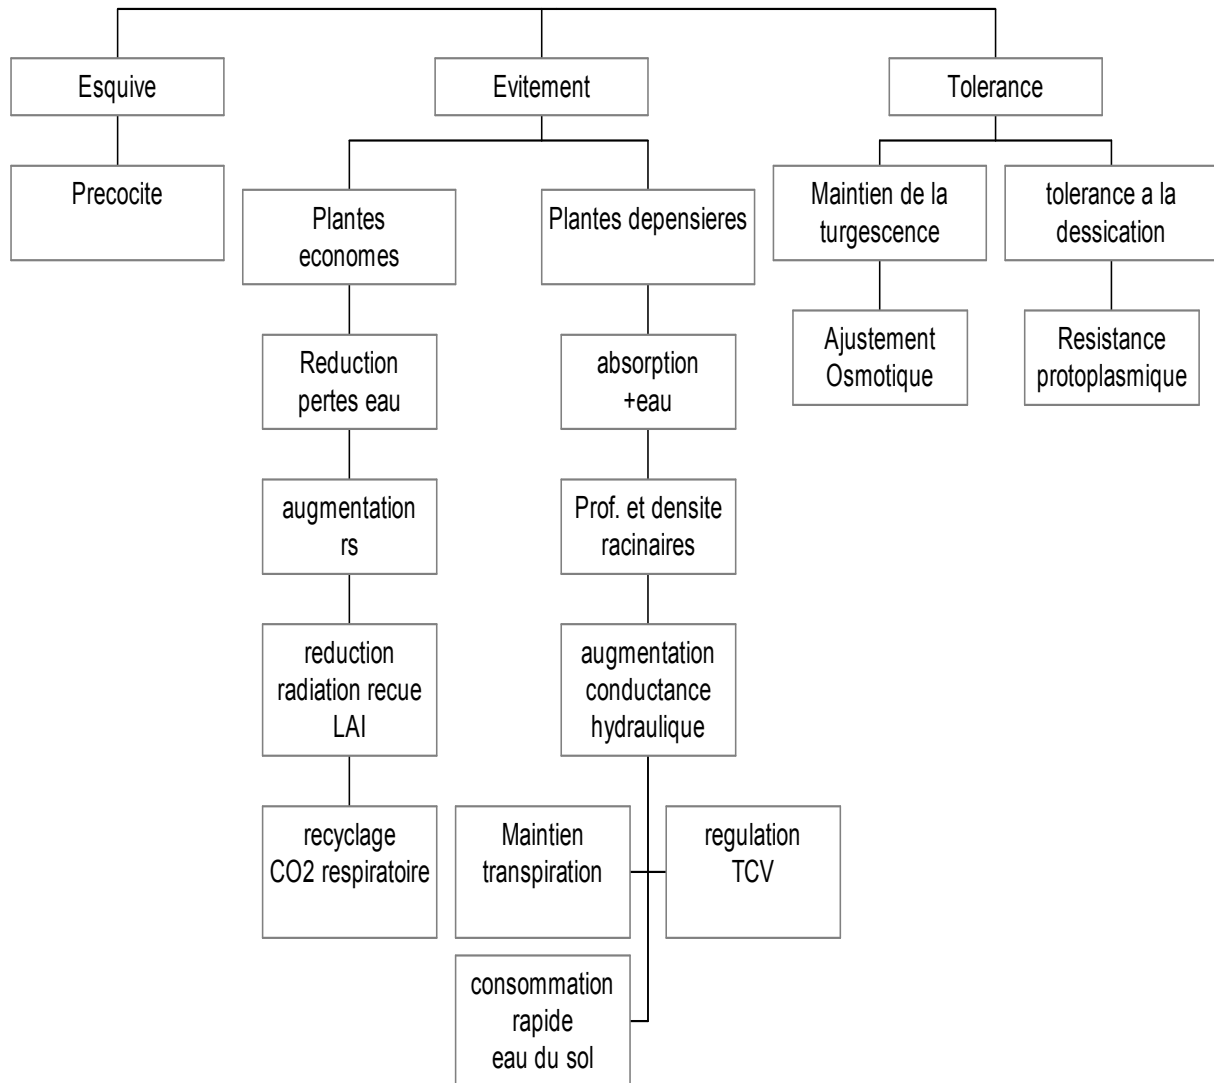 Esquive
Evitement
Tolerance
Precocite
Plantes
economes
Plantes depensieres
Maintien de la
turgescence
tolerance a la
dessication
Reduction
pertes eau
absorption
+eau
Ajustement
Osmotique
Resistance
protoplasmique
augmentation
rs
Prof. et densite
racinaires
reduction
radiation recue
LAI
augmentation
conductance
hydraulique
recyclage
CO2 respiratoire
Maintien
transpiration
regulation
TCV
consommation
rapide
eau du sol